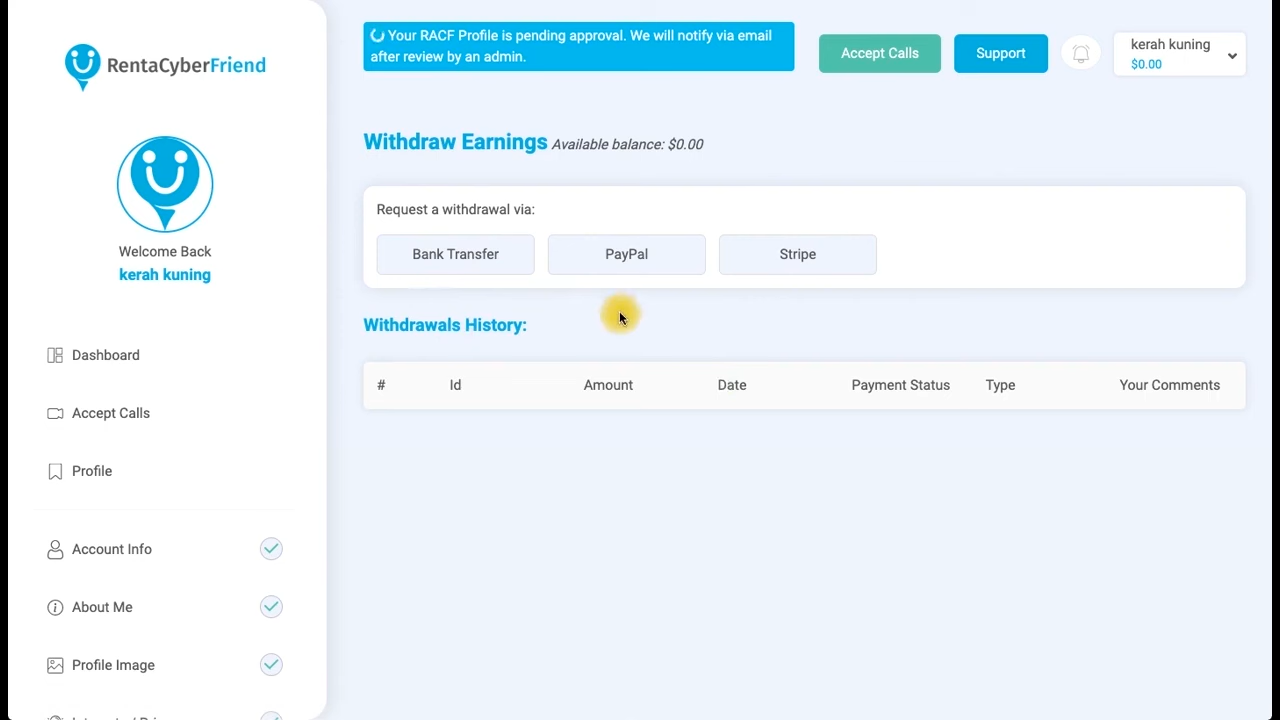 RentaCyberFriend
Welcome Back
kerah kuning
Dashboard
Accept Calls
Profile
Account Info
About Me
Profile Image
Your RACF Profile is pending approval. We will notify via email
after review by an admin.
Accept Calls
Support
kerah kuning
$0.00
Withdraw Earnings Available balance: $0.00
Request a withdrawal via:
Bank Transfer PayPal Stripe
Withdrawals History:
# Id Amount Date Payment Status Type Your Comments